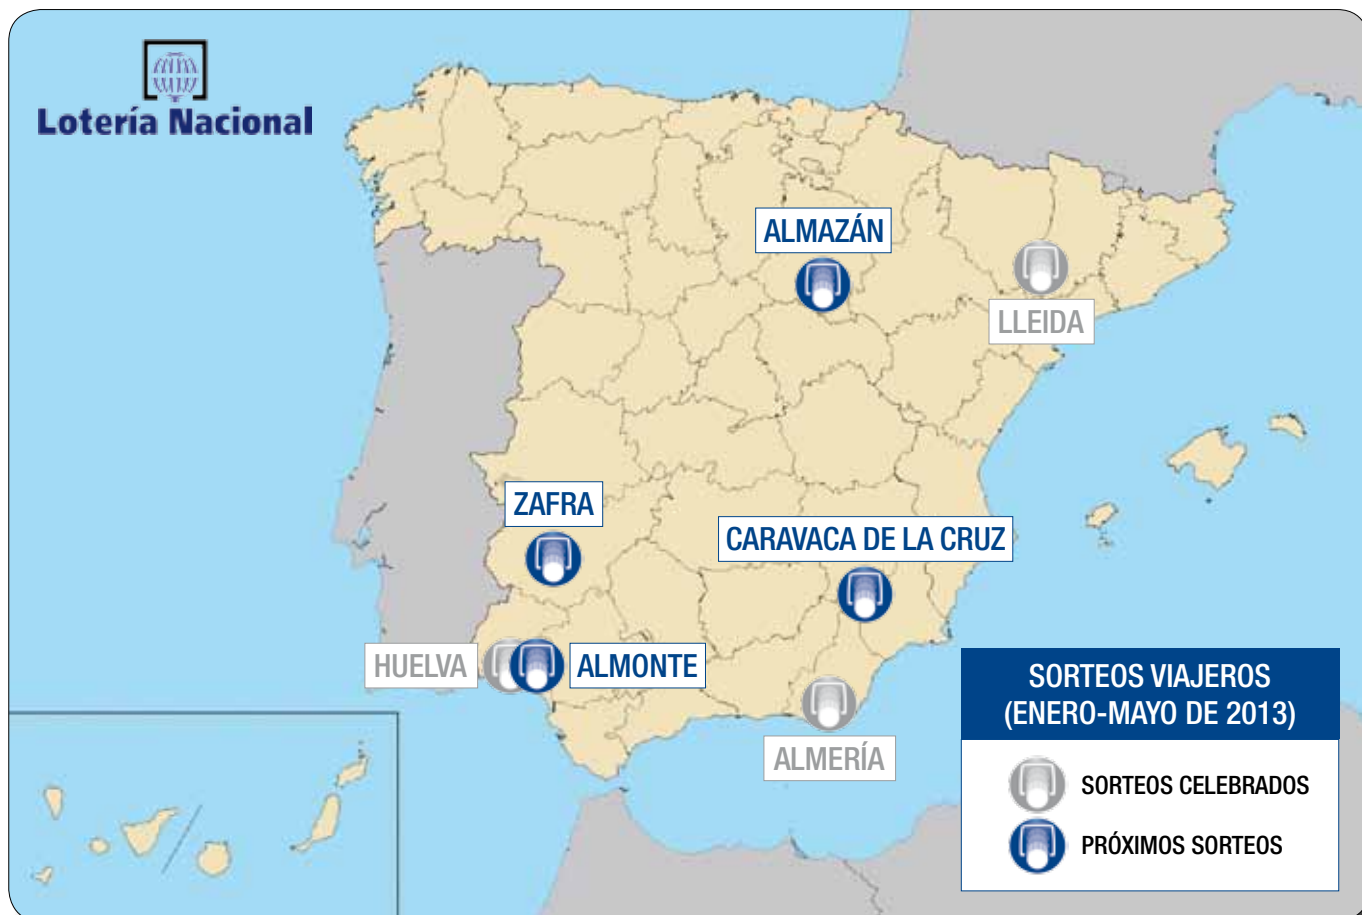 Lotería Nacional
ALMAZÁN
LLEIDA
ZAFRA
CARAVACA DE LA CRUZ
HUELVA
ALMONTE
ALMERÍA
SORTEOS VIAJEROS
(ENERO-MAYO DE 2013)
SORTEOS CELEBRADOS
PRÓXIMOS SORTEOS